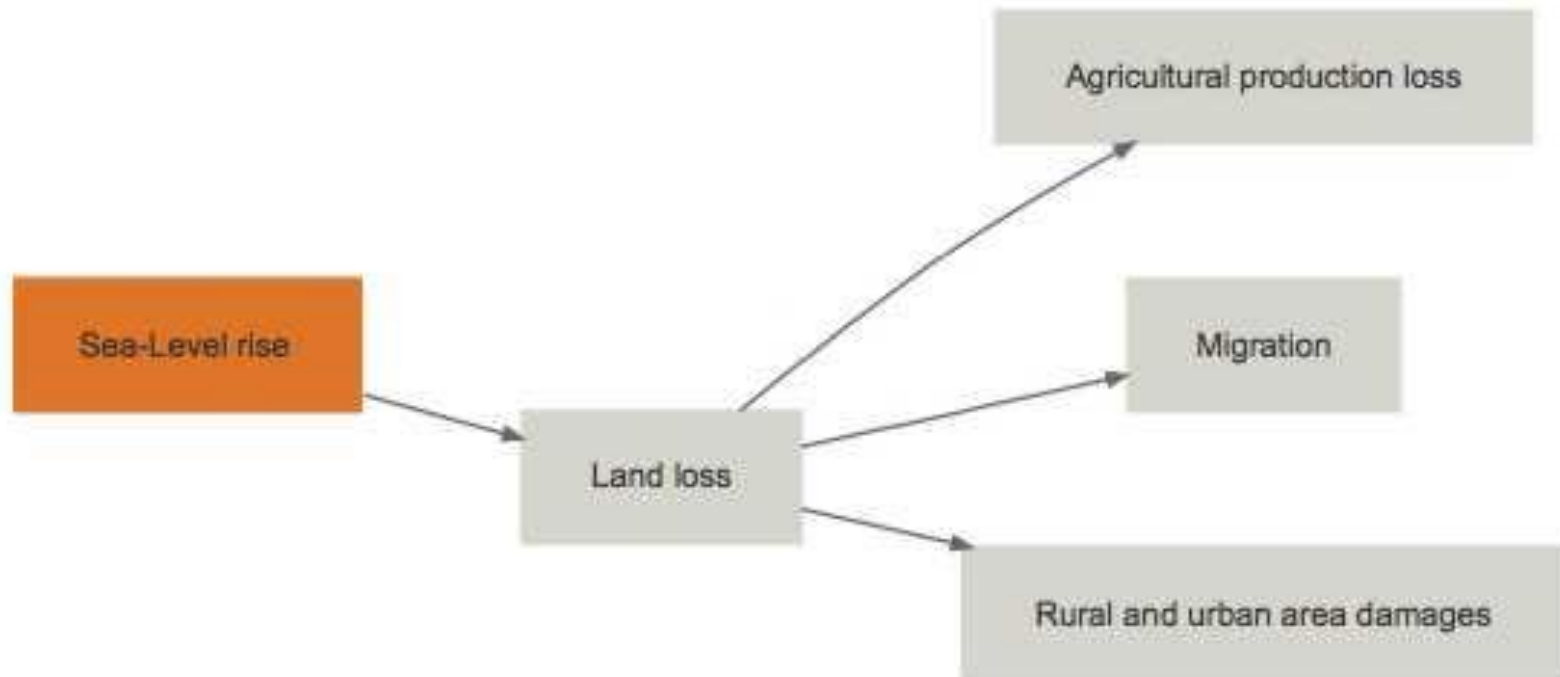 Agricultural production loss
Sea-Level rise
Migration
Land loss
Rural and urban area damages